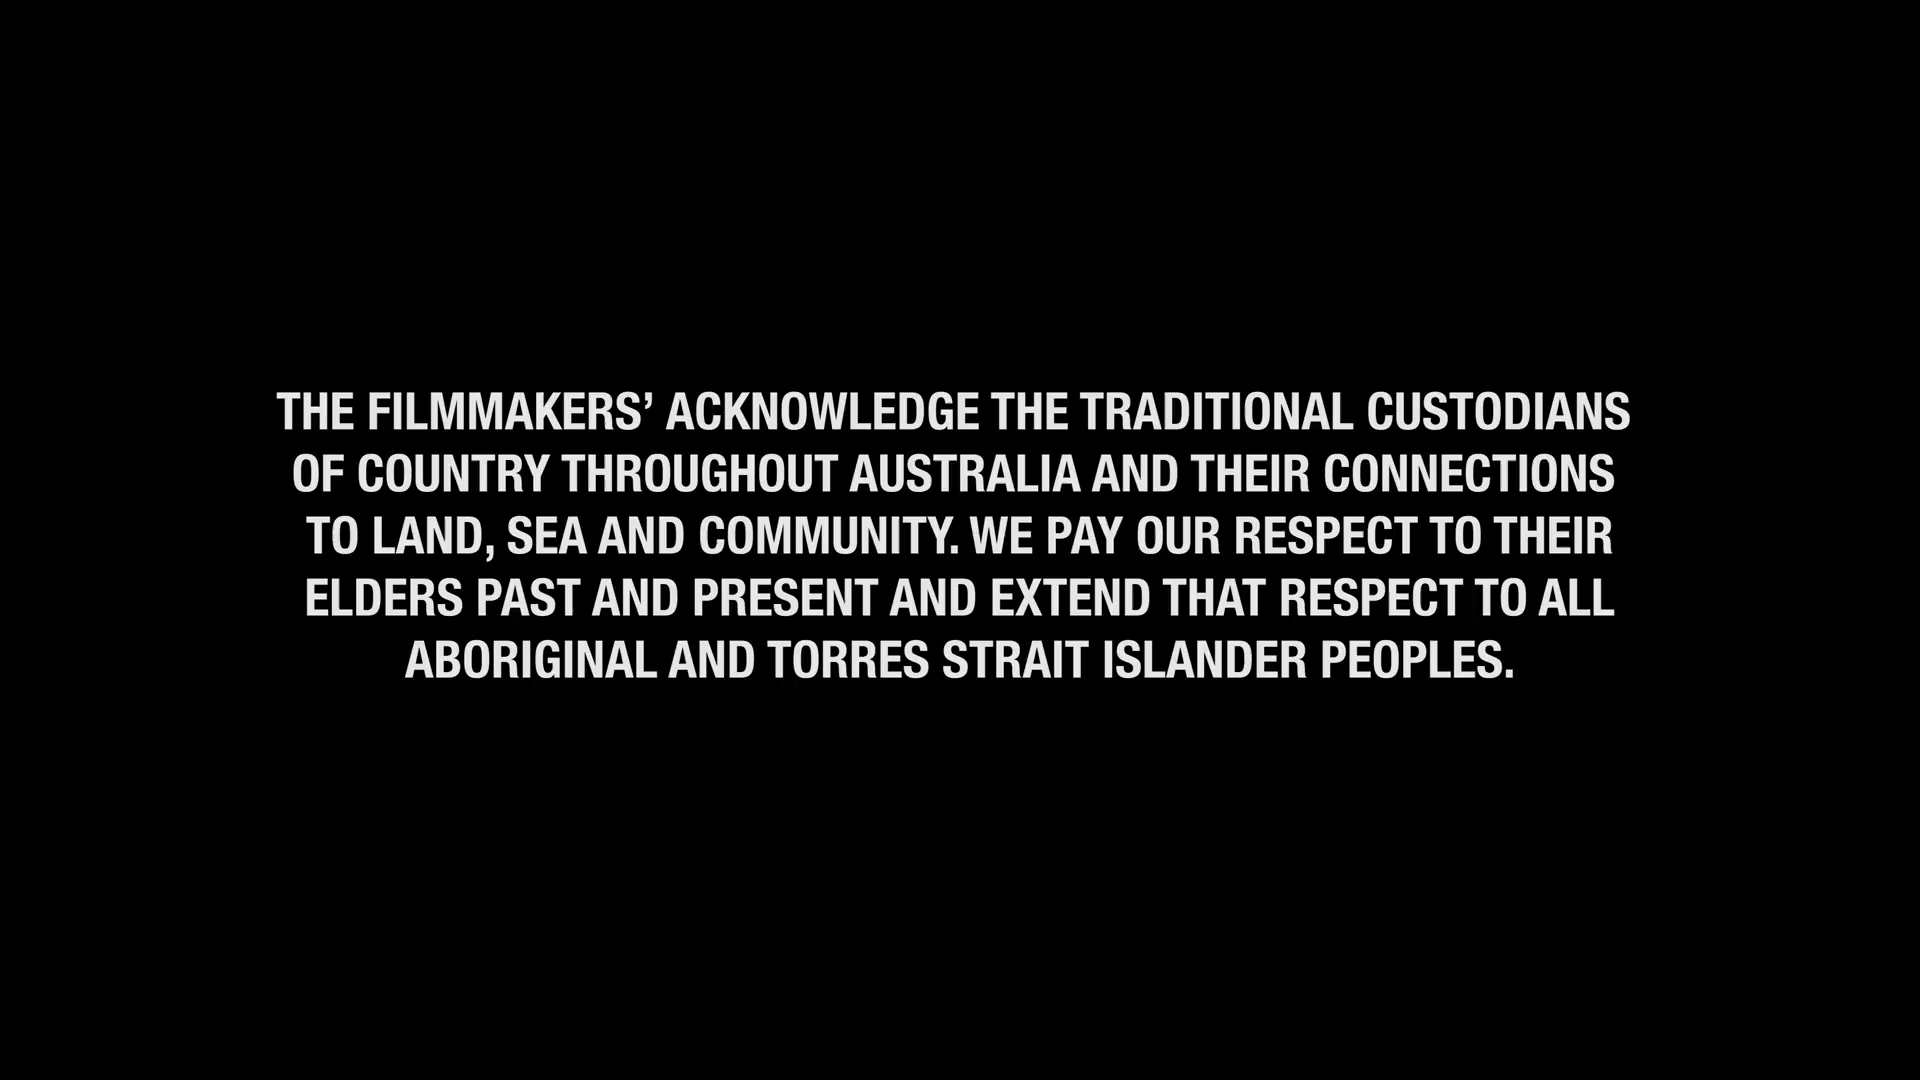 THE FILMMAKERS’ ACKNOWLEDGE THE TRADITIONAL CUSTODIANS
OF COUNTRY THROUGHOUT AUSTRALIA AND THEIR CONNECTIONS
TO LAND, SEA AND COMMUNITY. WE PAY OUR RESPECT TO THEIR
ELDERS PAST AND PRESENT AND EXTEND THAT RESPECT TO ALL
ABORIGINAL AND TORRES STRAIT ISLANDER PEOPLES.